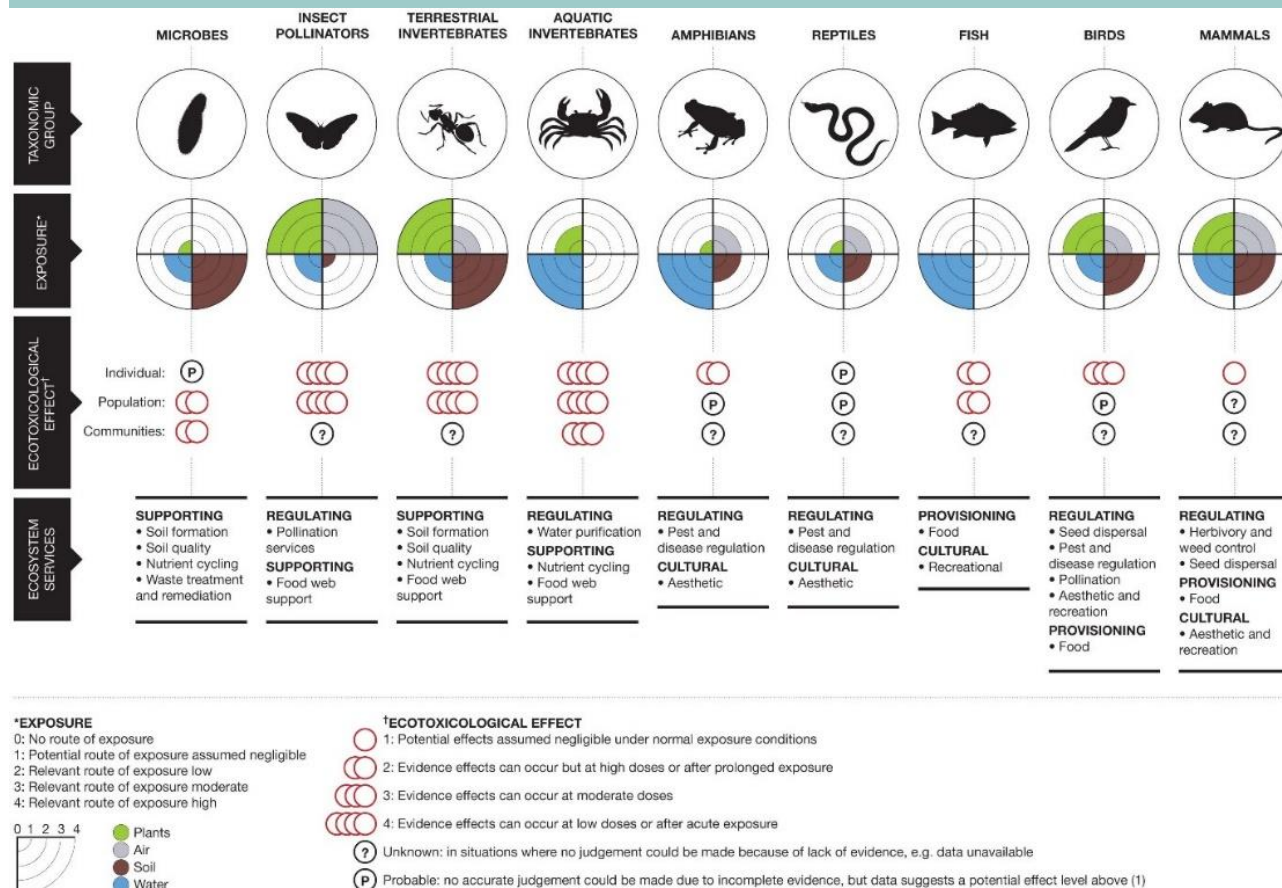 MICROBES
INSECT
POLLINATORS
TERRESTRIAL
INVERTEBRATES
AQUATIC
INVERTEBRATES
AMPHIBIANS
REPTILES
FISH
BIRDS
MAMMALS
TAXONOMIC
GROUP
EXPOSURE*
ECOTOXICOLOGICAL
EFFECT†
Individual:
P
P
Population:
P
P
P
?
Communities:
?
?
?
?
?
?
?
ECOSYSTEM
SERVICES
SUPPORTING
• Soil formation
• Soil quality
• Nutrient cycling
• Waste treatment
and remediation
REGULATING
• Pollination
services
SUPPORTING
• Food web
support
SUPPORTING
• Soil formation
• Soil quality
• Nutrient cycling
• Food web
support
REGULATING
• Water purification
SUPPORTING
• Nutrient cycling
• Food web
support
REGULATING
• Pest and
disease regulation
CULTURAL
• Aesthetic
REGULATING
• Pest and
disease regulation
CULTURAL
• Aesthetic
PROVISIONING
• Food
CULTURAL
• Recreational
REGULATING
• Seed dispersal
• Pest and
disease regulation
• Pollination
• Aesthetic and
recreation
PROVISIONING
• Food
REGULATING
• Herbivory and
weed control
• Seed dispersal
PROVISIONING
• Food
CULTURAL
• Aesthetic and
recreation
*EXPOSURE
0: No route of exposure
1: Potential route of exposure assumed negligible
2: Relevant route of exposure low
3: Relevant route of exposure moderate
4: Relevant route of exposure high
0 1 2 3 4
Plants
Air
Soil
Water
†ECOTOXICOLOGICAL EFFECT
1: Potential effects assumed negligible under normal exposure conditions
2: Evidence effects can occur but at high doses or after prolonged exposure
3: Evidence effects can occur at moderate doses
4: Evidence effects can occur at low doses or after acute exposure
? Unknown: in situations where no judgement could be made because of lack of evidence, e.g. data unavailable
P Probable: no accurate judgement could be made due to incomplete evidence, but data suggests a potential effect level above (1)